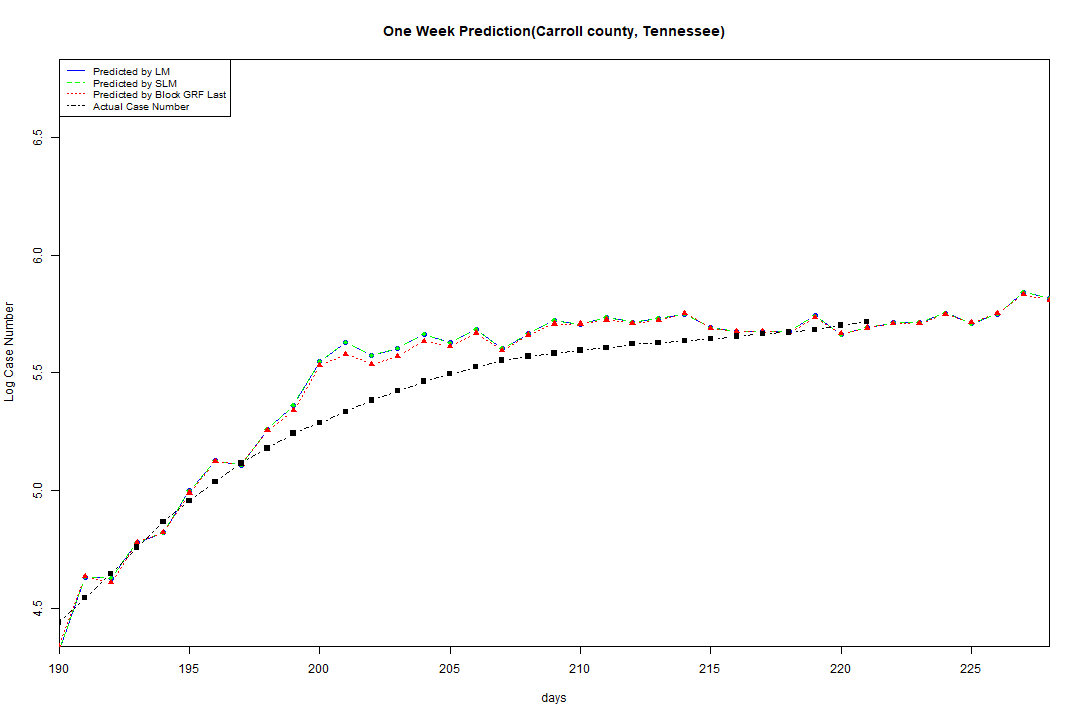 One Week Prediction(Carroll county, Tennessee)
Predicted by LM
Predicted by SLM
Predicted by Block GRF Last
Actual Case Number
Log Case Number
6.5
6.0
5.5
5.0
4.5
190 195 200 205 210 215 220 225
days